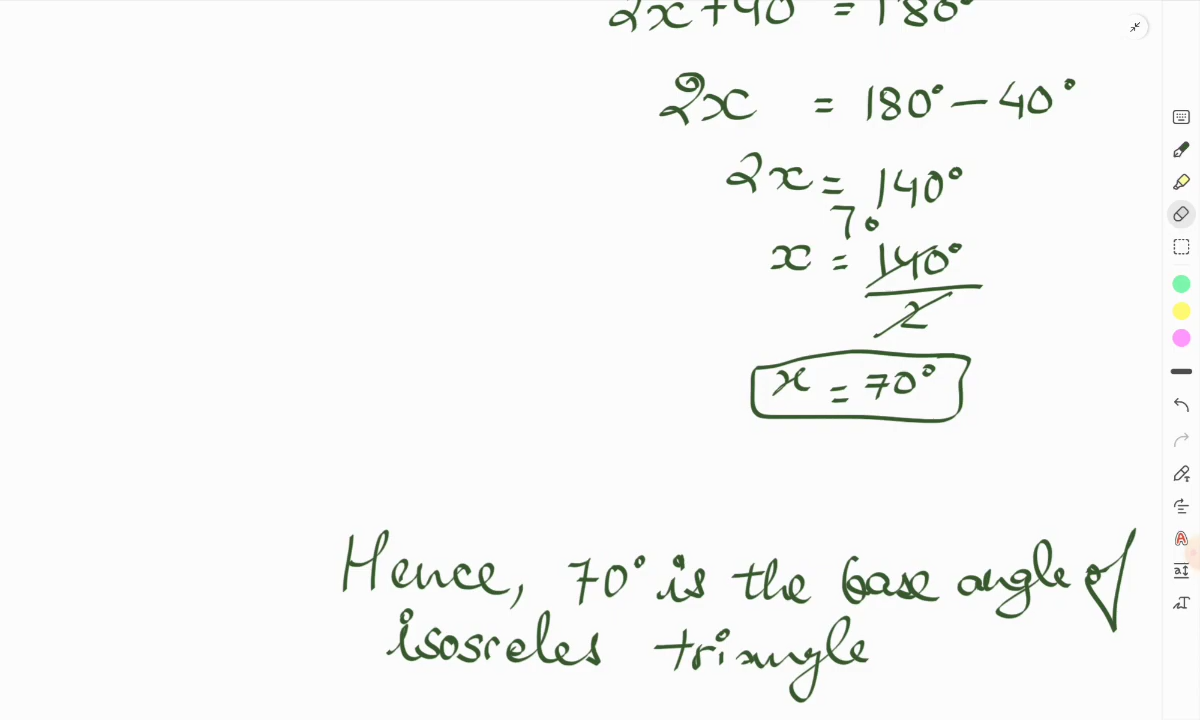 2x+40 = 180°
2x = 180° - 40°
2x = 140°
7°
x = 140°
2
x = 70°
Hence, 70° is the base angle of
isosceles triangle